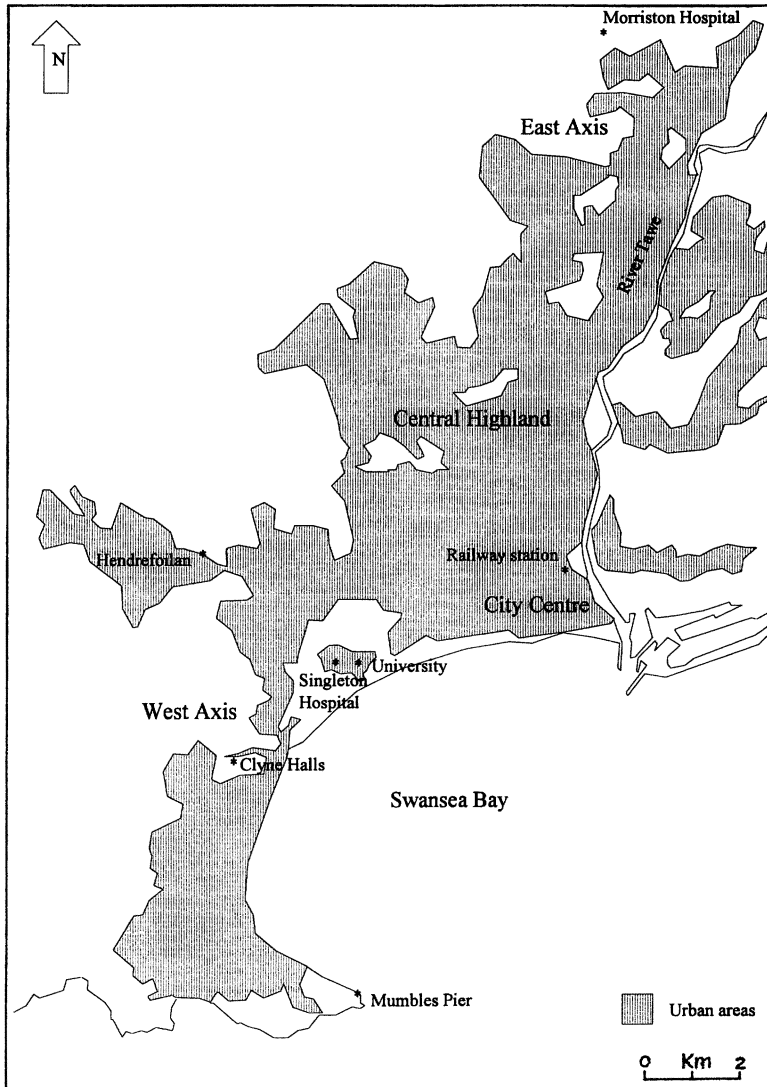 Morriston Hospital
N
East Axis
River Tawe
Central Highland
Hendrefoilan
Railway station
City Centre
University
Singleton
Hospital
West Axis
Clyne Halls
Swansea Bay
Mumbles Pier
Urban areas
0 Km 2